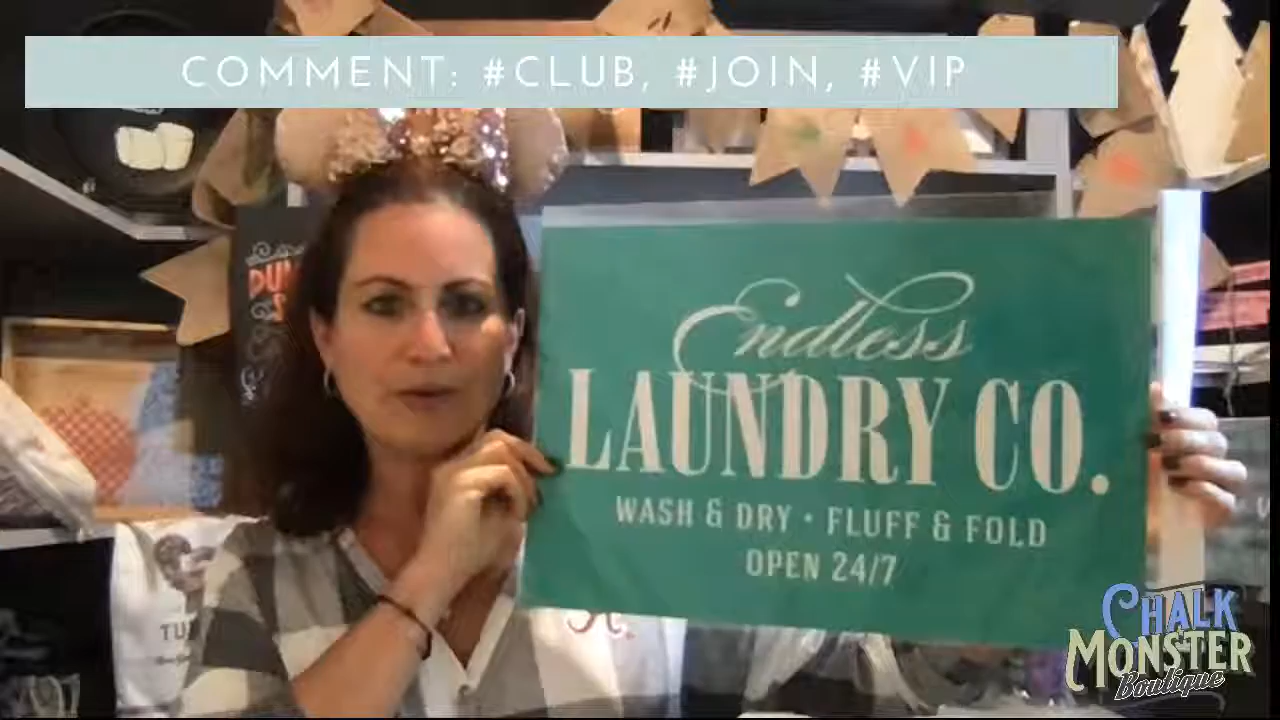 COMMENT: #CLUB, #JOIN, #VIP
Endless
LAUNDRY CO.
WASH & DRY • FLUFF & FOLD
OPEN 24/7
CHALK
MONSTER
Boutique